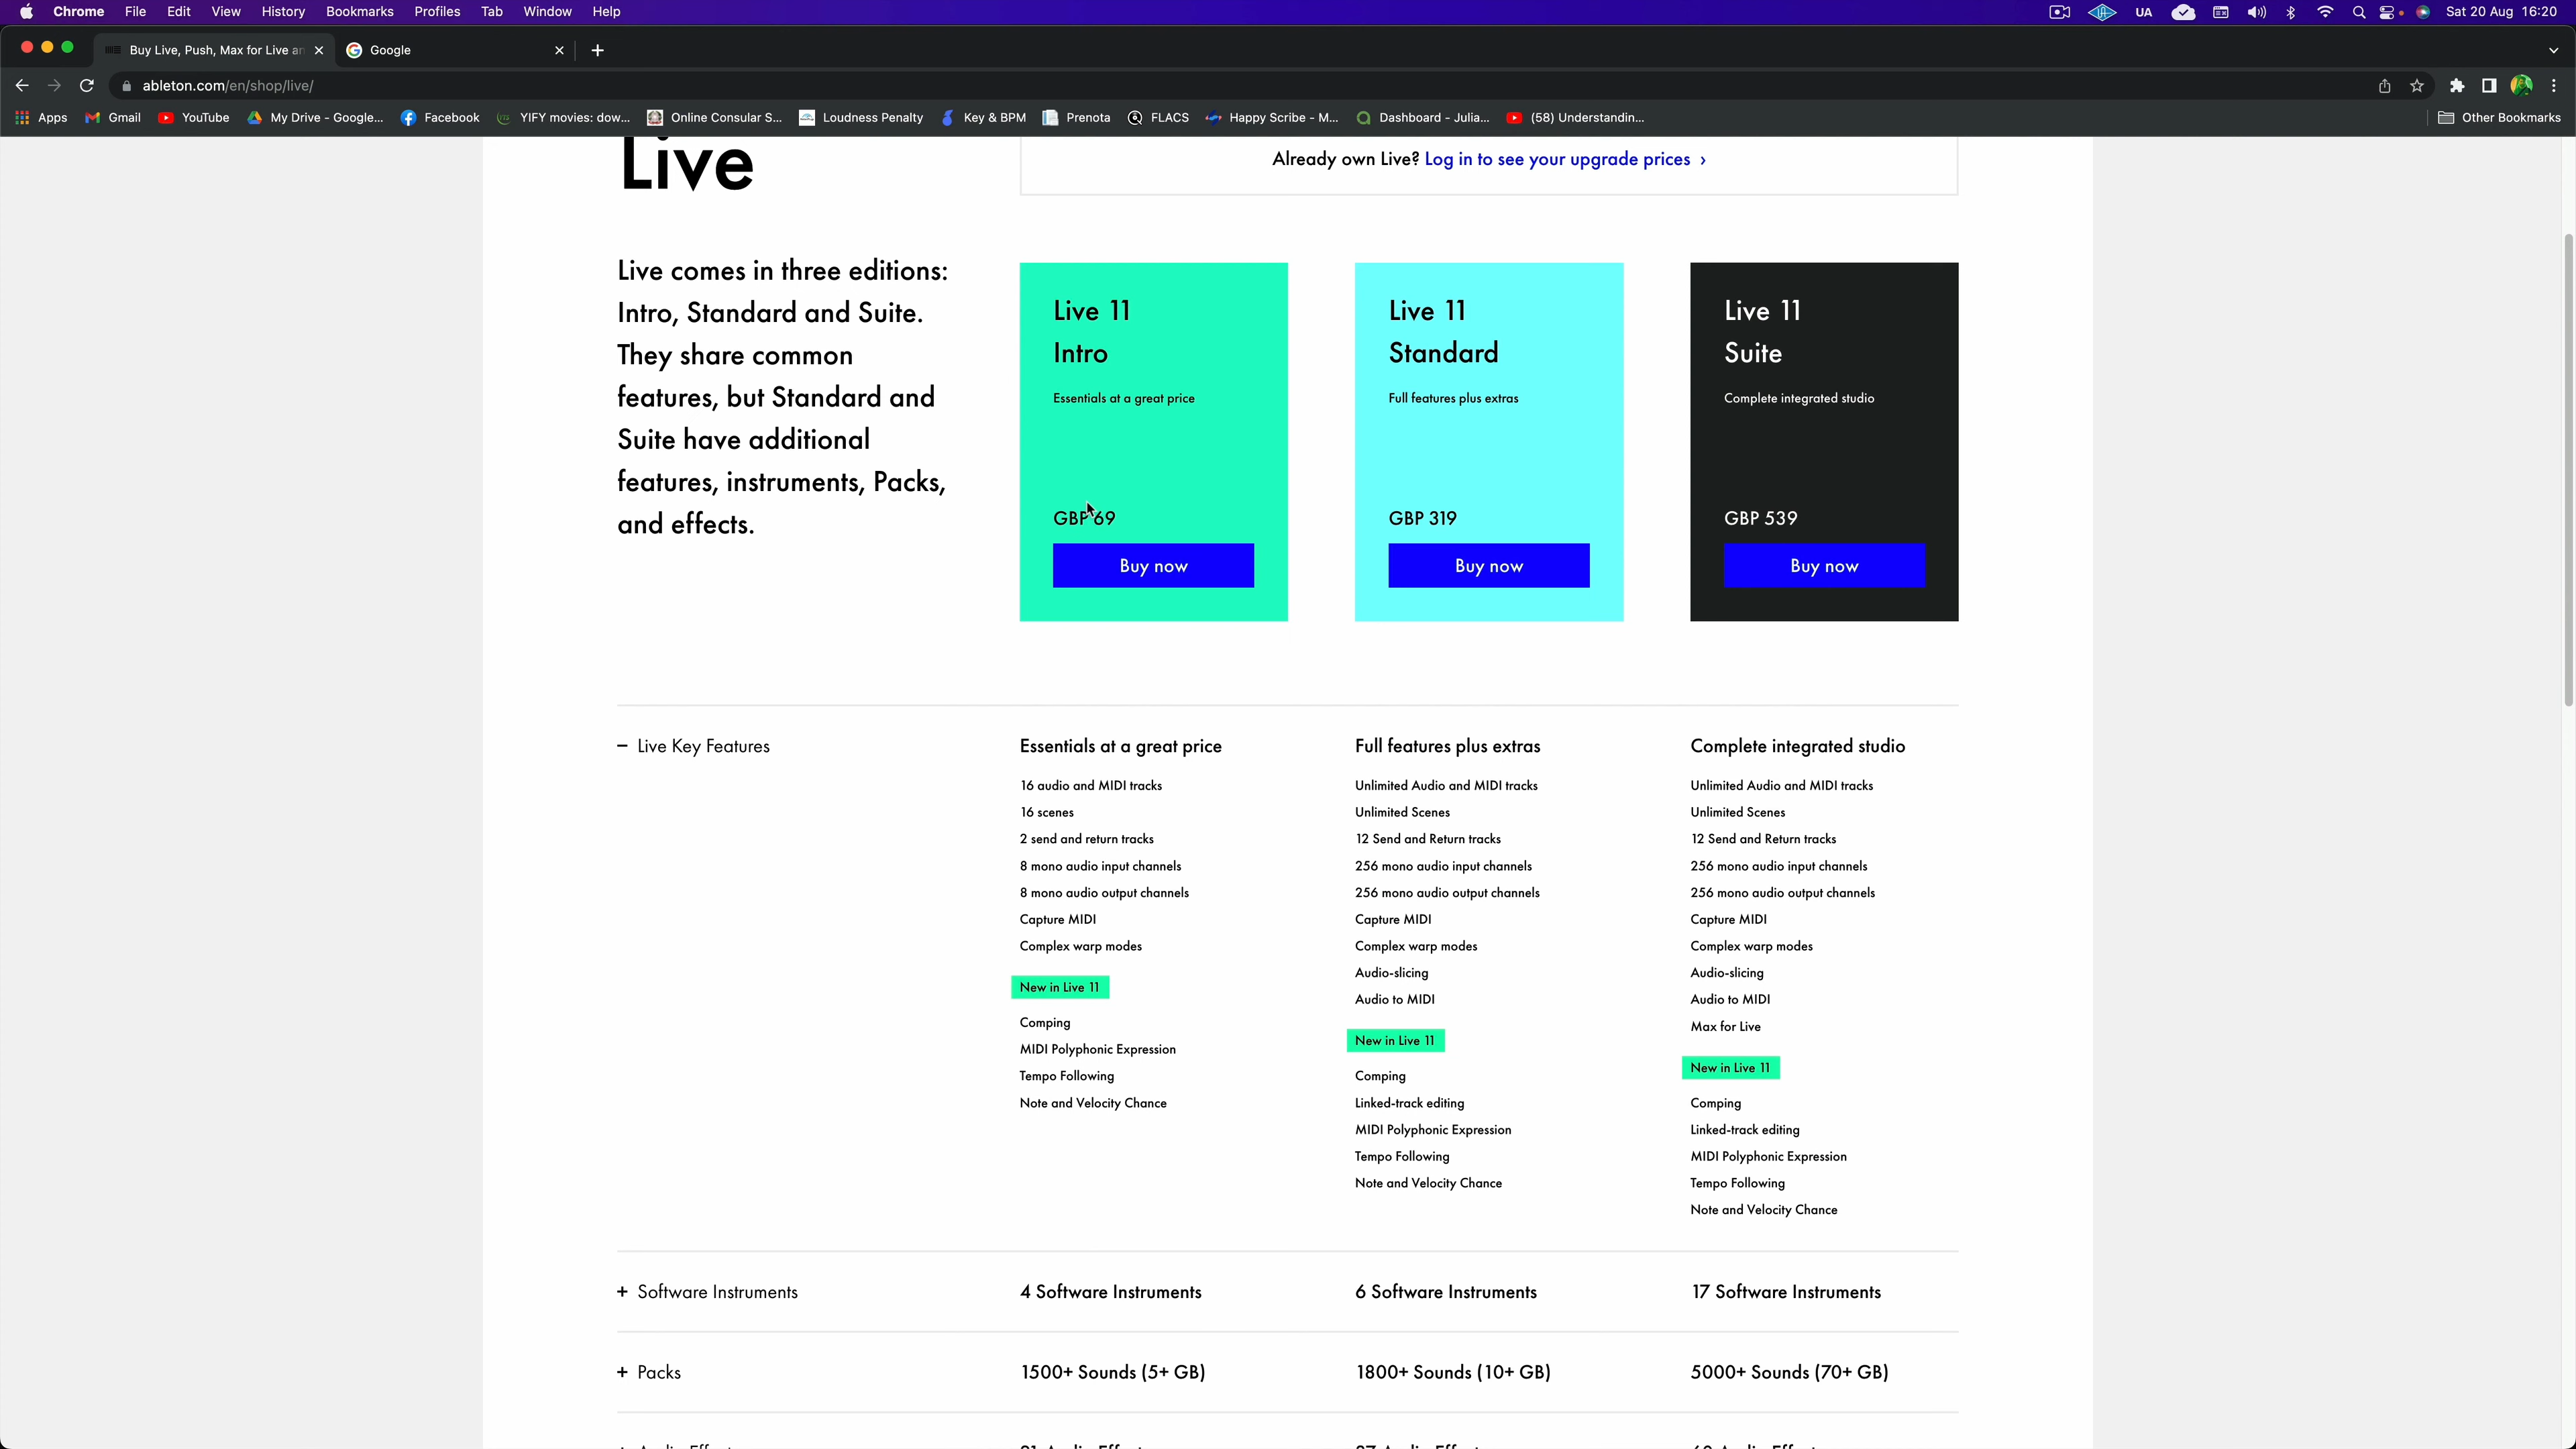 Chrome File Edit View History Bookmarks Profiles Tab Window Help UA Sat 20 Aug 16:20
Buy Live, Push, Max for Live an Google
ableton.com/en/shop/live/
Apps Gmail YouTube My Drive - Google... Facebook YIFY movies: dow... Online Consular S... Loudness Penalty Key & BPM Prenota FLACS Happy Scribe - M... Dashboard - Julia... (58) Understandin... Other Bookmarks
Live
Already own Live? Log in to see your upgrade prices ›
Live comes in three editions:
Intro, Standard and Suite.
They share common
features, but Standard and
Suite have additional
features, instruments, Packs,
and effects.
Live 11
Intro
Essentials at a great price
GBP 69
Buy now
Live 11
Standard
Full features plus extras
GBP 319
Buy now
Live 11
Suite
Complete integrated studio
GBP 539
Buy now
− Live Key Features
Essentials at a great price
16 audio and MIDI tracks
16 scenes
2 send and return tracks
8 mono audio input channels
8 mono audio output channels
Capture MIDI
Complex warp modes
New in Live 11
Comping
MIDI Polyphonic Expression
Tempo Following
Note and Velocity Chance
Full features plus extras
Unlimited Audio and MIDI tracks
Unlimited Scenes
12 Send and Return tracks
256 mono audio input channels
256 mono audio output channels
Capture MIDI
Complex warp modes
Audio-slicing
Audio to MIDI
New in Live 11
Comping
Linked-track editing
MIDI Polyphonic Expression
Tempo Following
Note and Velocity Chance
Complete integrated studio
Unlimited Audio and MIDI tracks
Unlimited Scenes
12 Send and Return tracks
256 mono audio input channels
256 mono audio output channels
Capture MIDI
Complex warp modes
Audio-slicing
Audio to MIDI
Max for Live
New in Live 11
Comping
Linked-track editing
MIDI Polyphonic Expression
Tempo Following
Note and Velocity Chance
+ Software Instruments 4 Software Instruments 6 Software Instruments 17 Software Instruments
+ Packs 1500+ Sounds (5+ GB) 1800+ Sounds (10+ GB) 5000+ Sounds (70+ GB)